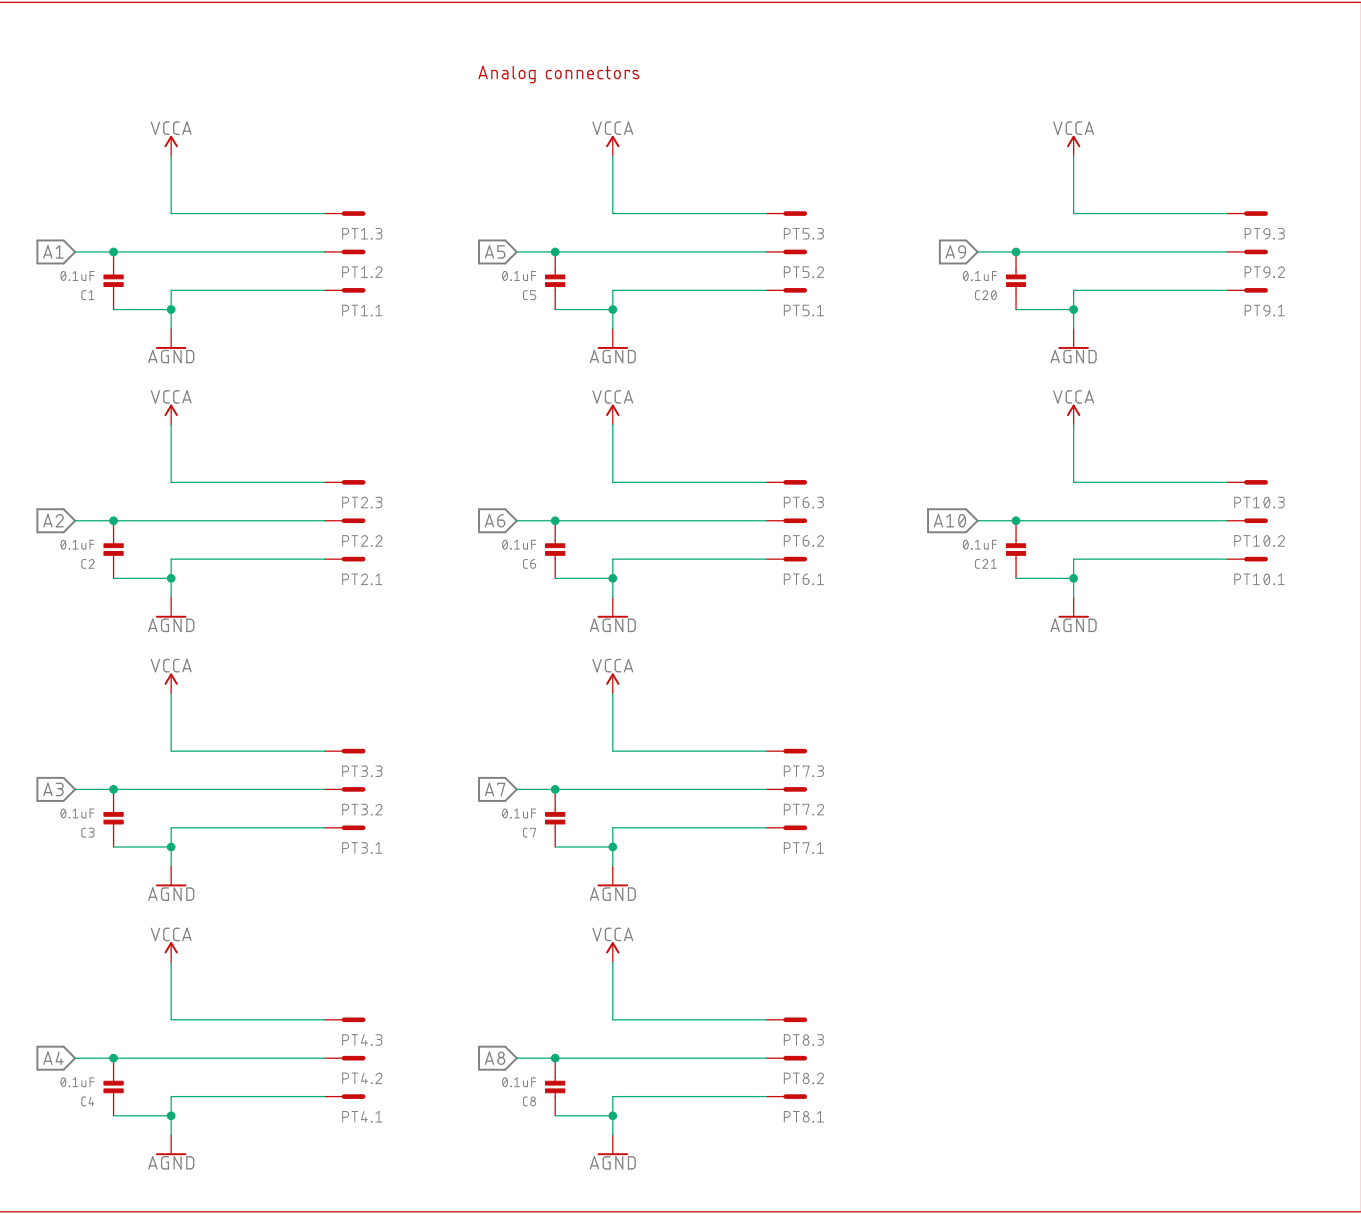 Analog connectors
VCCA
PT1.3
A1
PT1.2
0.1uF
C1
PT1.1
AGND
VCCA
PT2.3
A2
PT2.2
0.1uF
C2
PT2.1
AGND
VCCA
PT3.3
A3
PT3.2
0.1uF
C3
PT3.1
AGND
VCCA
PT4.3
A4
PT4.2
0.1uF
C4
PT4.1
AGND
VCCA
PT5.3
A5
PT5.2
0.1uF
C5
PT5.1
AGND
VCCA
PT6.3
A6
PT6.2
0.1uF
C6
PT6.1
AGND
VCCA
PT7.3
A7
PT7.2
0.1uF
C7
PT7.1
AGND
VCCA
PT8.3
A8
PT8.2
0.1uF
C8
PT8.1
AGND
VCCA
PT9.3
A9
PT9.2
0.1uF
C20
PT9.1
AGND
VCCA
PT10.3
A10
PT10.2
0.1uF
C21
PT10.1
AGND